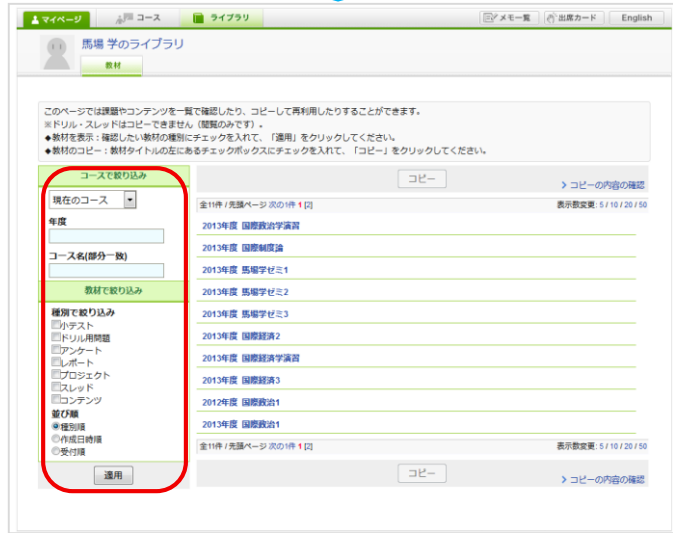 マイページ コース ライブラリ メモ一覧 出席カード English
馬場 学のライブラリ
教材
このページでは課題やコンテンツを一覧で確認したり、コピーして再利用したりすることができます。
※ドリル・スレッドはコピーできません（閲覧のみです）。
◆教材を表示：確認したい教材の種別にチェックを入れて、「適用」をクリックしてください。
◆教材のコピー：教材タイトルの左にあるチェックボックスにチェックを入れて、「コピー」をクリックしてください。
コースで絞り込み
現在のコース
年度
コース名(部分一致)
教材で絞り込み
種別で絞り込み
小テスト
ドリル用問題
アンケート
レポート
プロジェクト
スレッド
コンテンツ
並び順
種別順
作成日時順
受付順
適用
コピー
コピーの内容の確認
全11件 / 先頭ページ 次の1件 1 [2] 表示数変更: 5 / 10 / 20 / 50
2013年度 国際政治学演習
2013年度 国際制度論
2013年度 馬場学ゼミ1
2013年度 馬場学ゼミ2
2013年度 馬場学ゼミ3
2013年度 国際経済2
2013年度 国際経済学演習
2013年度 国際経済3
2012年度 国際政治1
2013年度 国際政治1
全11件 / 先頭ページ 次の1件 1 [2] 表示数変更: 5 / 10 / 20 / 50
コピー
コピーの内容の確認